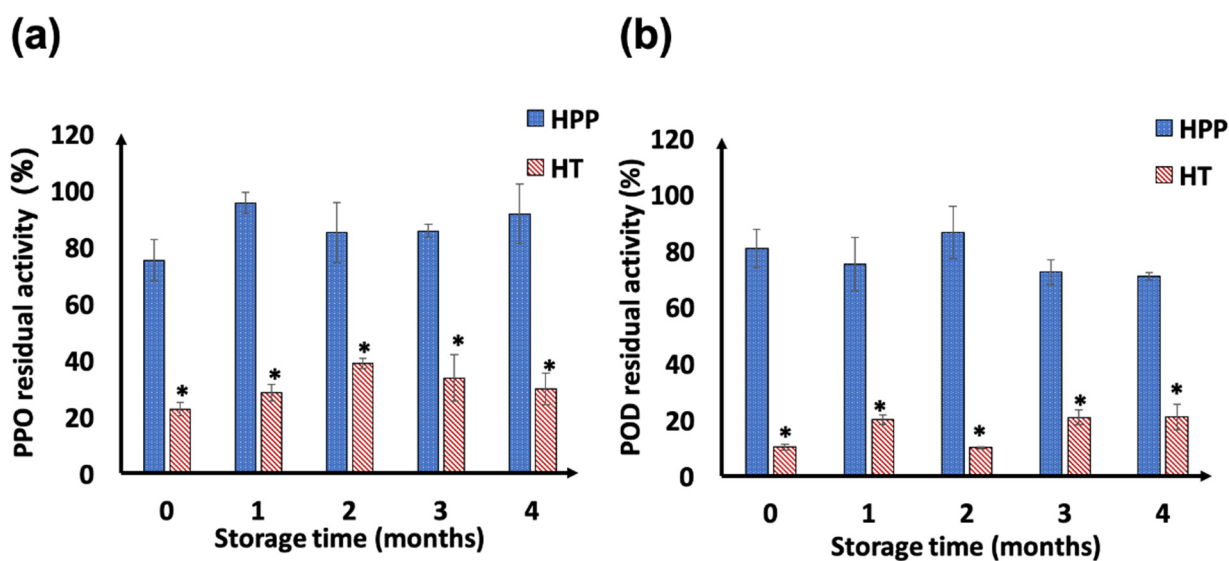 (a)
HPP
HT
PPO residual activity (%)
120
100
80
60
40
20
0
* * * * *
0 1 2 3 4
Storage time (months)
(b)
HPP
HT
POD residual activity (%)
120
100
80
60
40
20
0
* * * * *
0 1 2 3 4
Storage time (months)